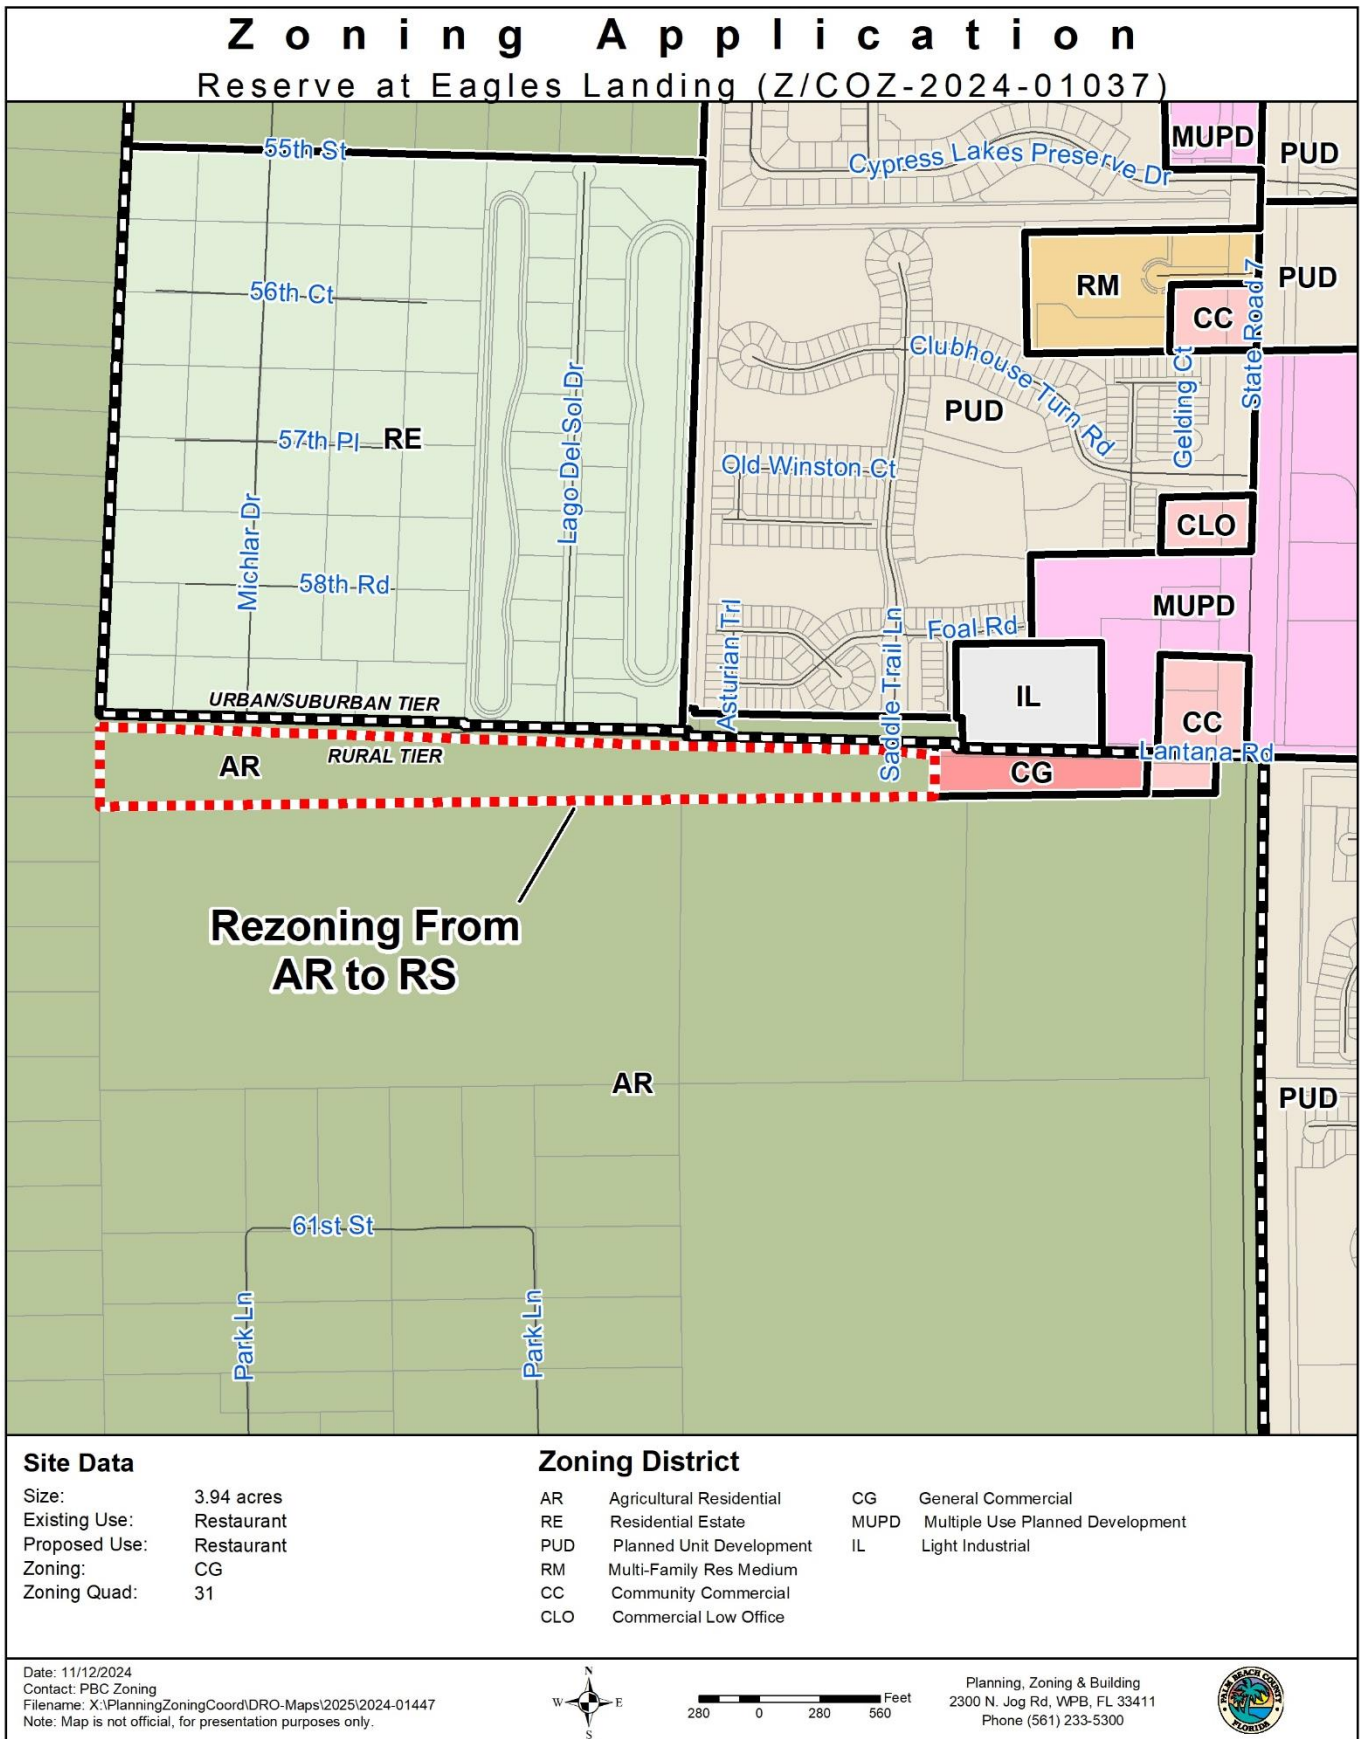 Zoning Application
Reserve at Eagles Landing (Z/COZ-2024-01037)
55th St
Cypress Lakes Preserve Dr
MUPD
PUD
56th Ct
RM
PUD
CC
State Road 7
Lago Del Sol Dr
Clubhouse Turn Rd
Gelding Ct
PUD
57th Pl
RE
Old Winston Ct
Michlar Dr
CLO
58th Rd
MUPD
Asturian Trl
Saddle Trail Ln
Foal Rd
IL
CC
URBAN/SUBURBAN TIER
RURAL TIER
AR
Lantana Rd
CG
Rezoning From
AR to RS
AR
PUD
61st St
Park Ln
Park Ln
Site Data
Size: 3.94 acres
Existing Use: Restaurant
Proposed Use: Restaurant
Zoning: CG
Zoning Quad: 31
Zoning District
AR Agricultural Residential
RE Residential Estate
PUD Planned Unit Development
RM Multi-Family Res Medium
CC Community Commercial
CLO Commercial Low Office
CG General Commercial
MUPD Multiple Use Planned Development
IL Light Industrial
Date: 11/12/2024
Contact: PBC Zoning
Filename: X:\PlanningZoningCoord\DRO-Maps\2025\2024-01447
Note: Map is not official, for presentation purposes only.
N
W E
S
Feet
280 0 280 560
Planning, Zoning & Building
2300 N. Jog Rd, WPB, FL 33411
Phone (561) 233-5300
PALM BEACH COUNTY
FLORIDA